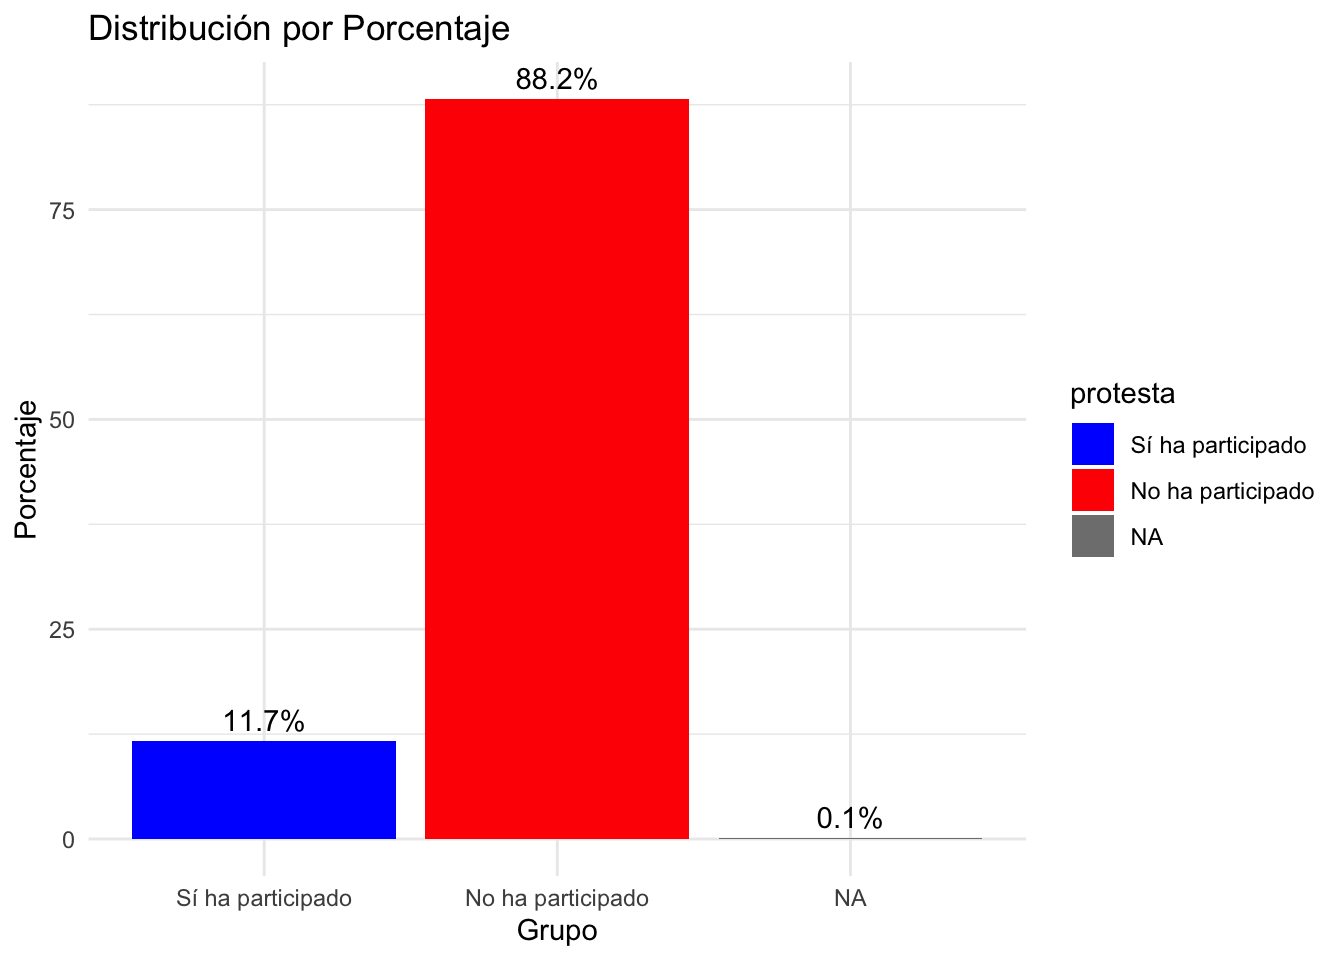 Distribución por Porcentaje
88.2%
75
50
25
0
11.7%
0.1%
Porcentaje
Sí ha participado
No ha participado
NA
Grupo
protesta
Sí ha participado
No ha participado
NA